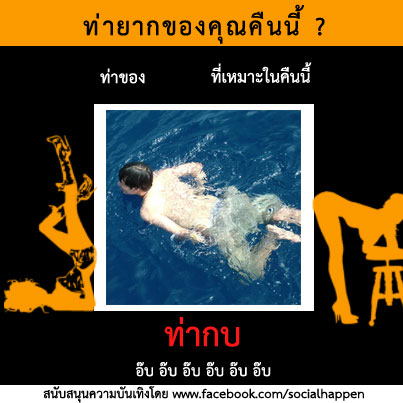 ท่ายากของคุณคืนนี้ ?
ท่าของ ที่เหมาะในคืนนี้
ท่ากบ
อ๊บ อ๊บ อ๊บ อ๊บ อ๊บ อ๊บ
สนับสนุนความบันเทิงโดย www.facebook.com/socialhappen